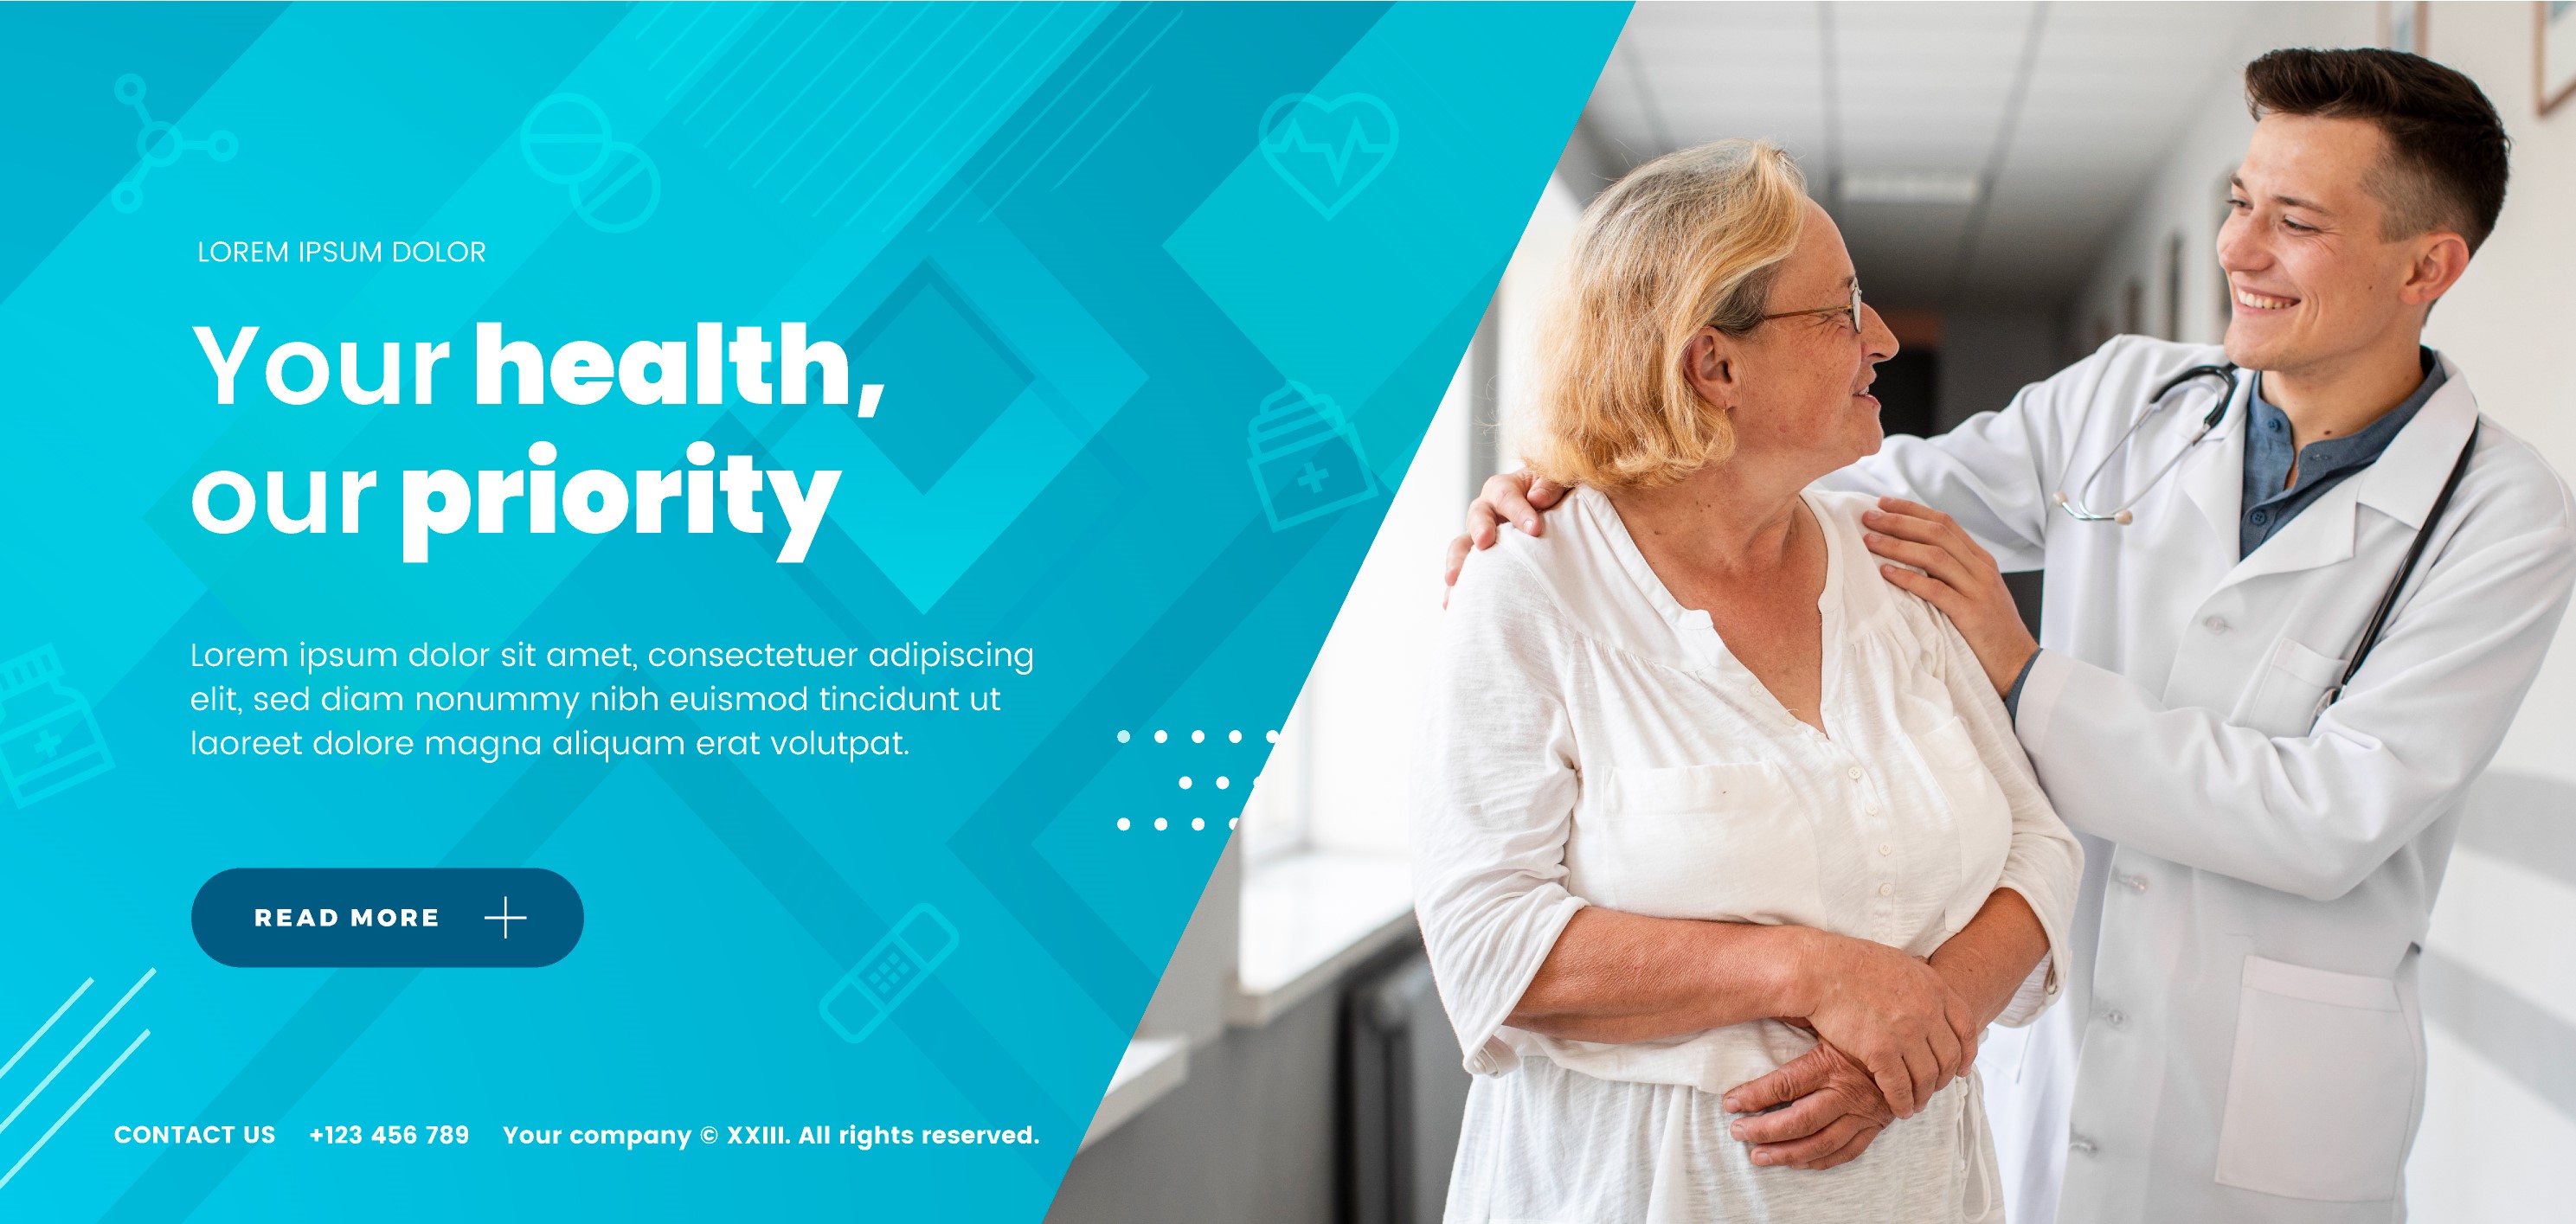 LOREM IPSUM DOLOR
Your health,
our priority
Lorem ipsum dolor sit amet, consectetuer adipiscing
elit, sed diam nonummy nibh euismod tincidunt ut
laoreet dolore magna aliquam erat volutpat.
READ MORE
CONTACT US +123 456 789 Your company © XXIII. All rights reserved.